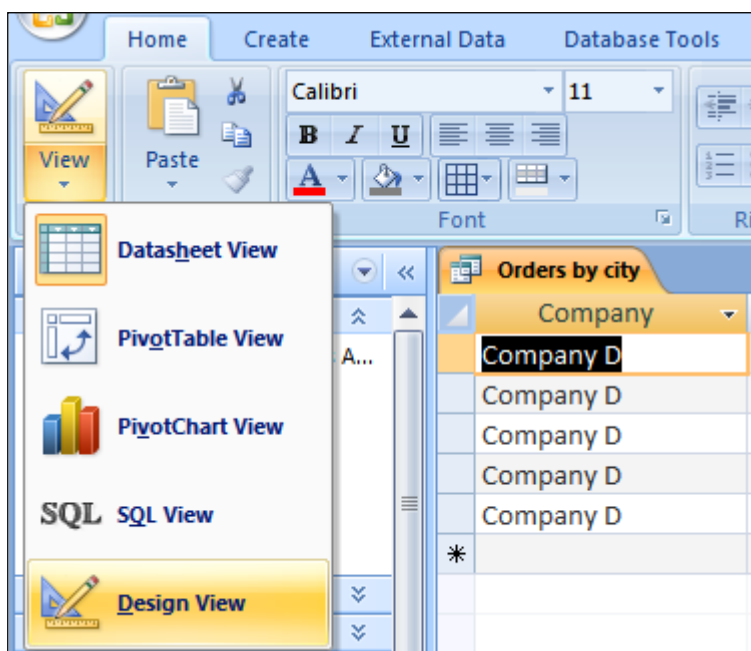 Home Create External Data Database Tools
Calibri 11
B I U
View Paste A
Font Ri
Datasheet View
Orders by city
PivotTable View
Company
A...
Company D
Company D
PivotChart View
Company D
Company D
SQL SQL View
Company D
Design View